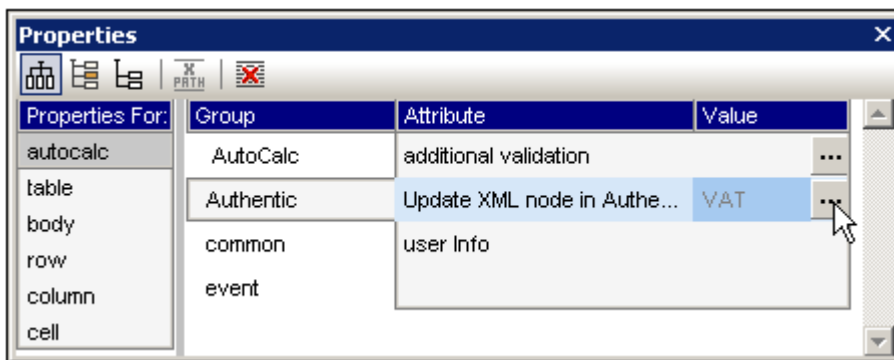 Properties
X PATH
Properties For: Group Attribute Value
autocalc AutoCalc additional validation ...
table Authentic Update XML node in Authe... VAT ...
body common user Info
row event
column
cell